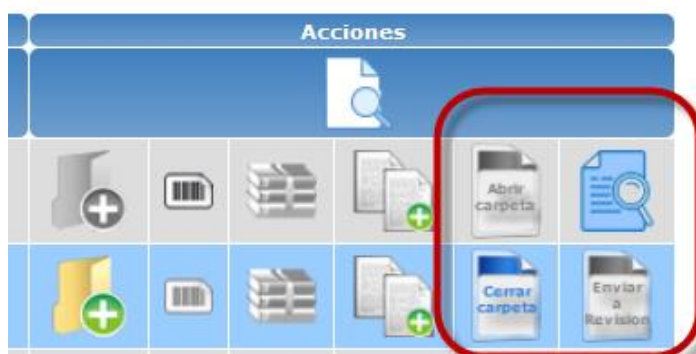 Acciones
Abrir
carpeta
Cerrar
carpeta
Enviar
a
Revision